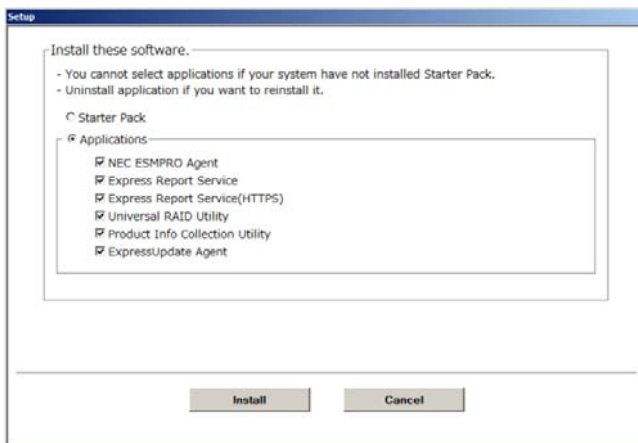 Setup
Install these software.
- You cannot select applications if your system have not installed Starter Pack.
- Uninstall application if you want to reinstall it.
Starter Pack
Applications
NEC ESMPRO Agent
Express Report Service
Express Report Service(HTTPS)
Universal RAID Utility
Product Info Collection Utility
ExpressUpdate Agent
Install Cancel